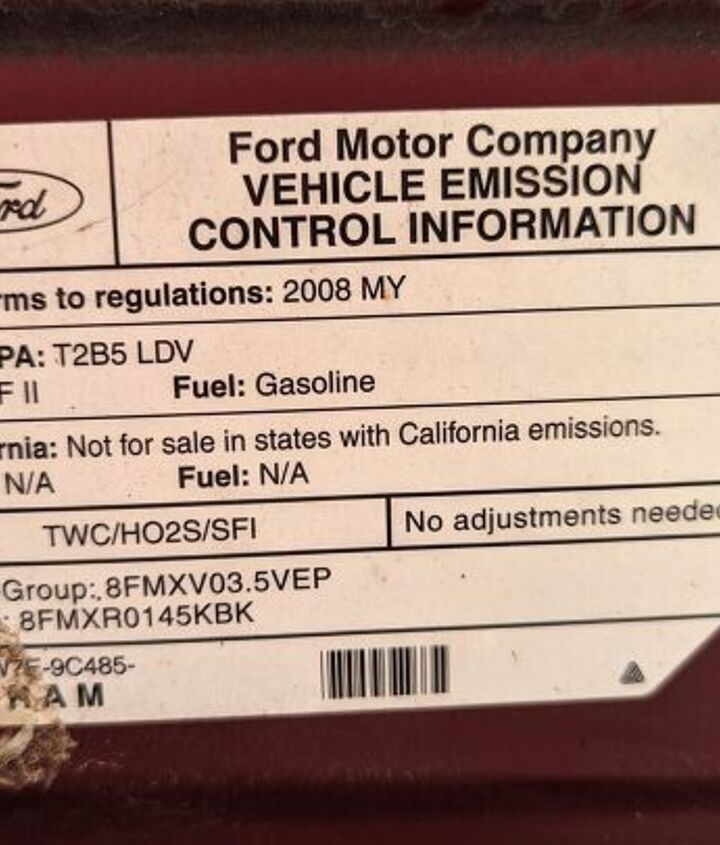 Ford Motor Company
VEHICLE EMISSION
CONTROL INFORMATION
rd
rms to regulations: 2008 MY
PA: T2B5 LDV
F II Fuel: Gasoline
rnia: Not for sale in states with California emissions.
N/A Fuel: N/A
TWC/HO2S/SFI No adjustments neede
Group: 8FMXV03.5VEP
: 8FMXR0145KBK
-9C485-
AM